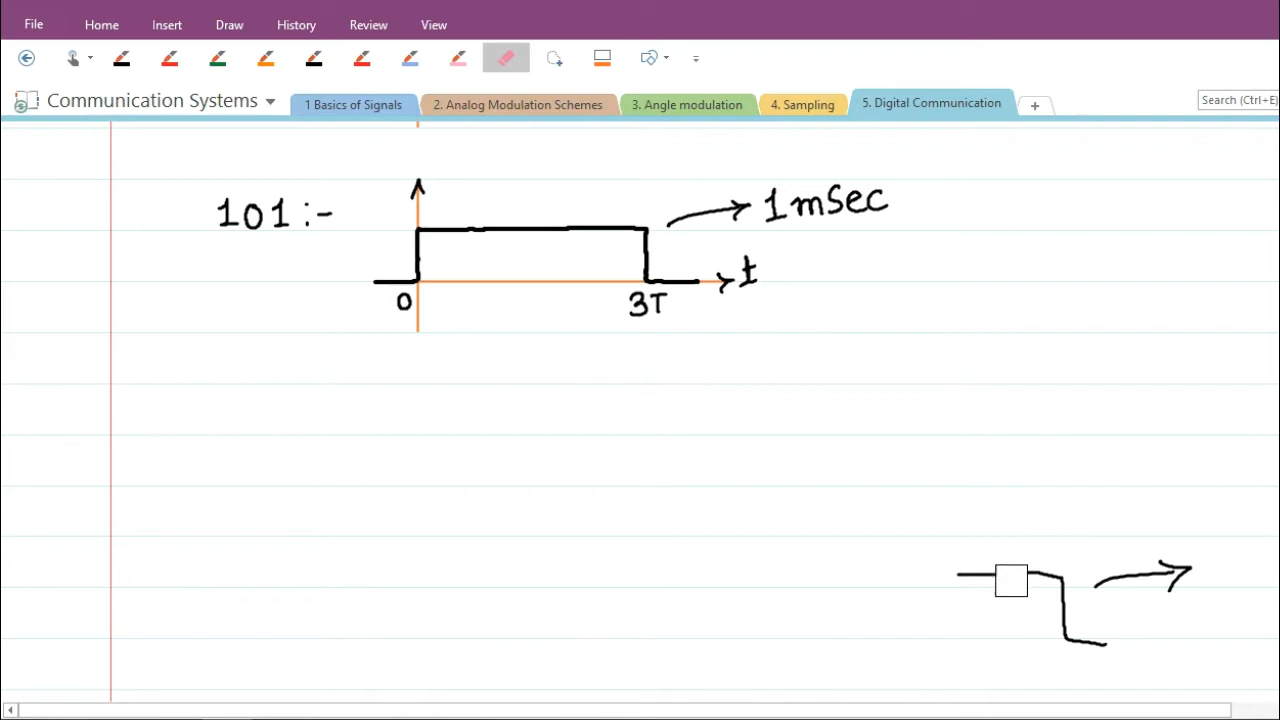 File Home Insert Draw History Review View
Communication Systems 1 Basics of Signals 2. Analog Modulation Schemes 3. Angle modulation 4. Sampling 5. Digital Communication + Search (Ctrl+E)
101 :- 1mSec
t
0 3T